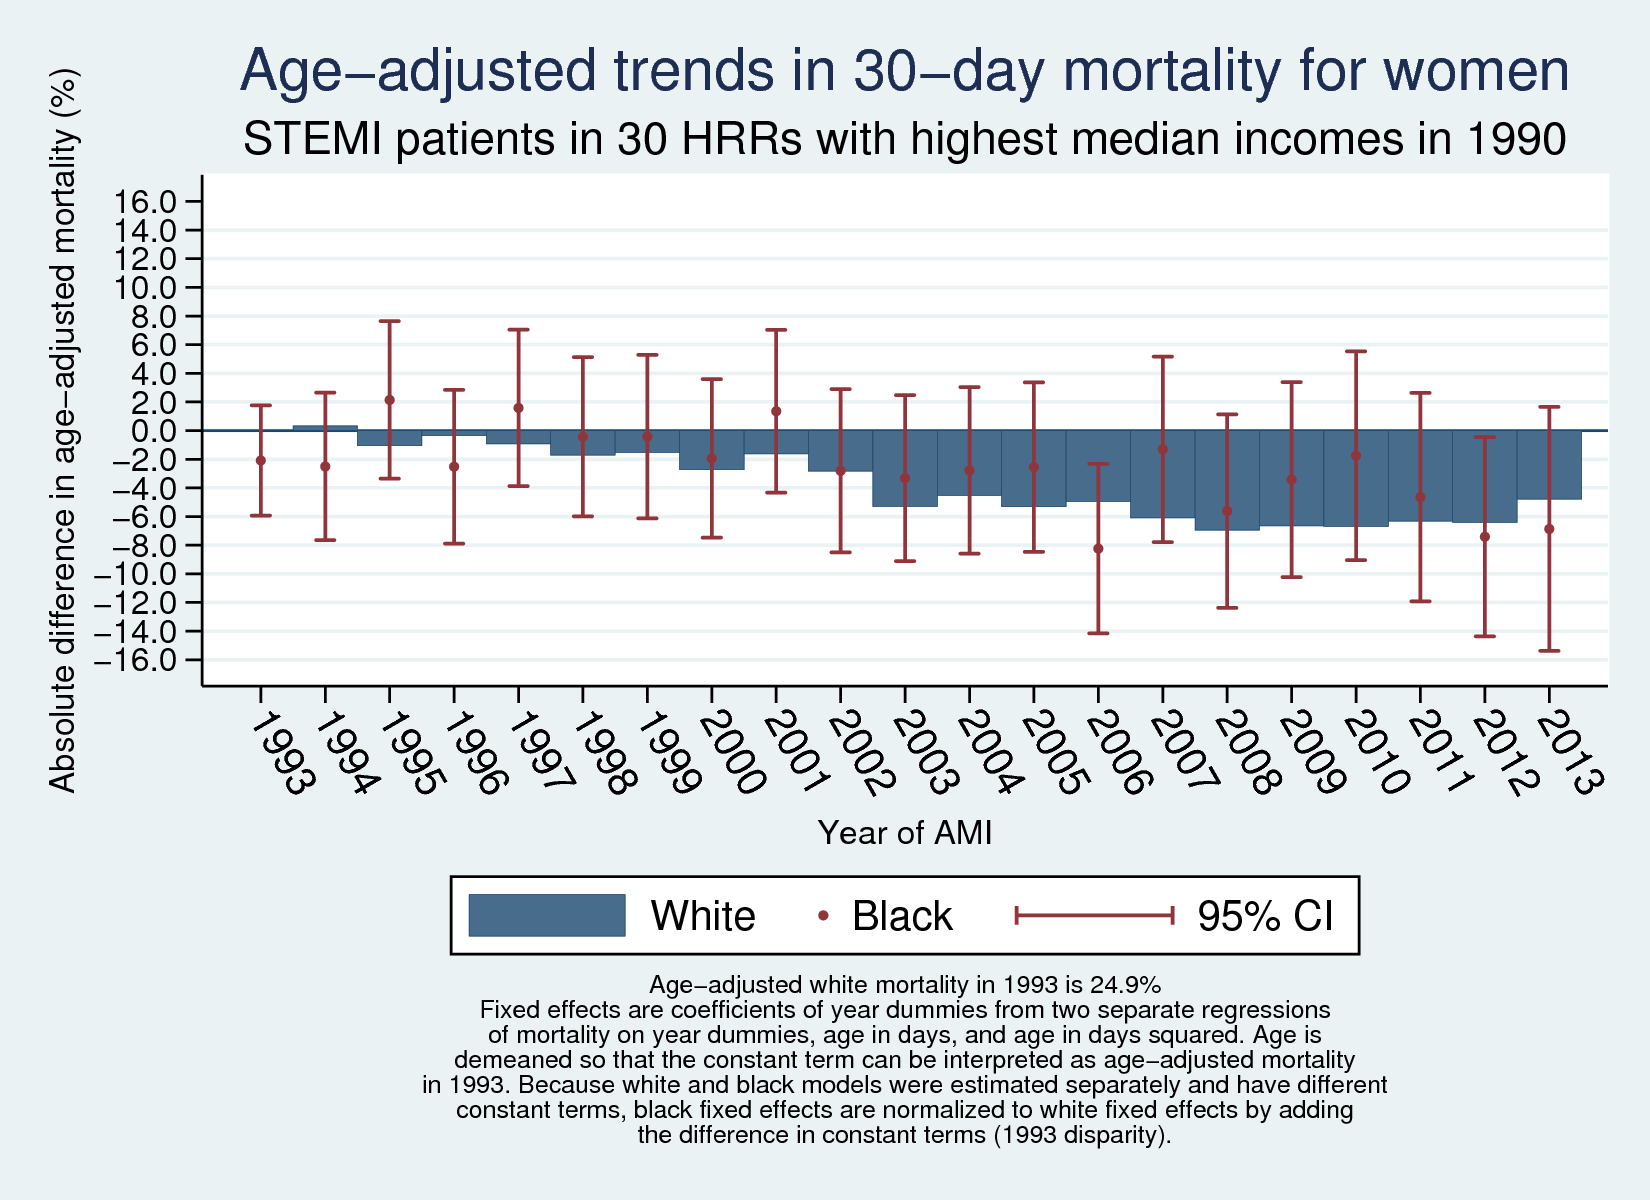 Age−adjusted trends in 30−day mortality for women
STEMI patients in 30 HRRs with highest median incomes in 1990
Absolute difference in age−adjusted mortality (%)
16.0
14.0
12.0
10.0
8.0
6.0
4.0
2.0
0.0
−2.0
−4.0
−6.0
−8.0
−10.0
−12.0
−14.0
−16.0
1993
1994
1995
1996
1997
1998
1999
2000
2001
2002
2003
2004
2005
2006
2007
2008
2009
2010
2011
2012
2013
Year of AMI
White
Black
95% CI
Age−adjusted white mortality in 1993 is 24.9%
Fixed effects are coefficients of year dummies from two separate regressions
of mortality on year dummies, age in days, and age in days squared. Age is
demeaned so that the constant term can be interpreted as age−adjusted mortality
in 1993. Because white and black models were estimated separately and have different
constant terms, black fixed effects are normalized to white fixed effects by adding
the difference in constant terms (1993 disparity).